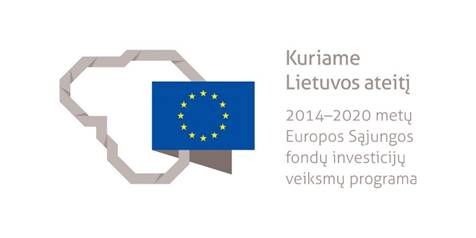 Kuriame
Lietuvos ateitį
2014–2020 metų
Europos Sąjungos
fondų investicijų
veiksmų programa